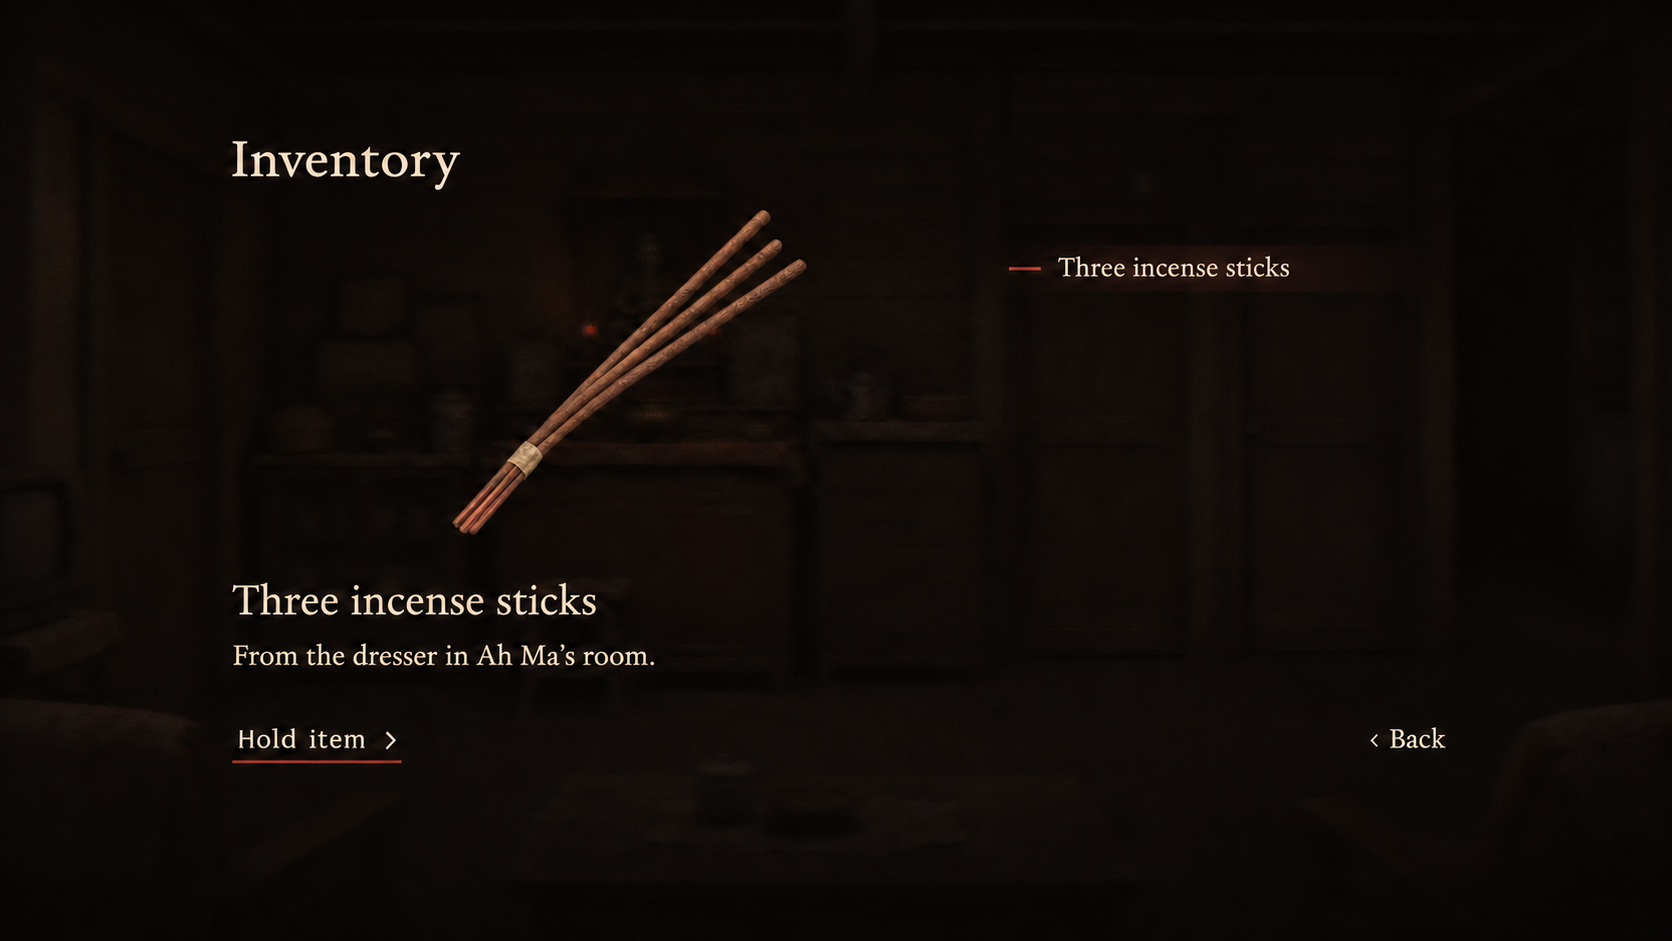 Inventory
Three incense sticks
Three incense sticks
From the dresser in Ah Ma’s room.
Hold item >
‹ Back